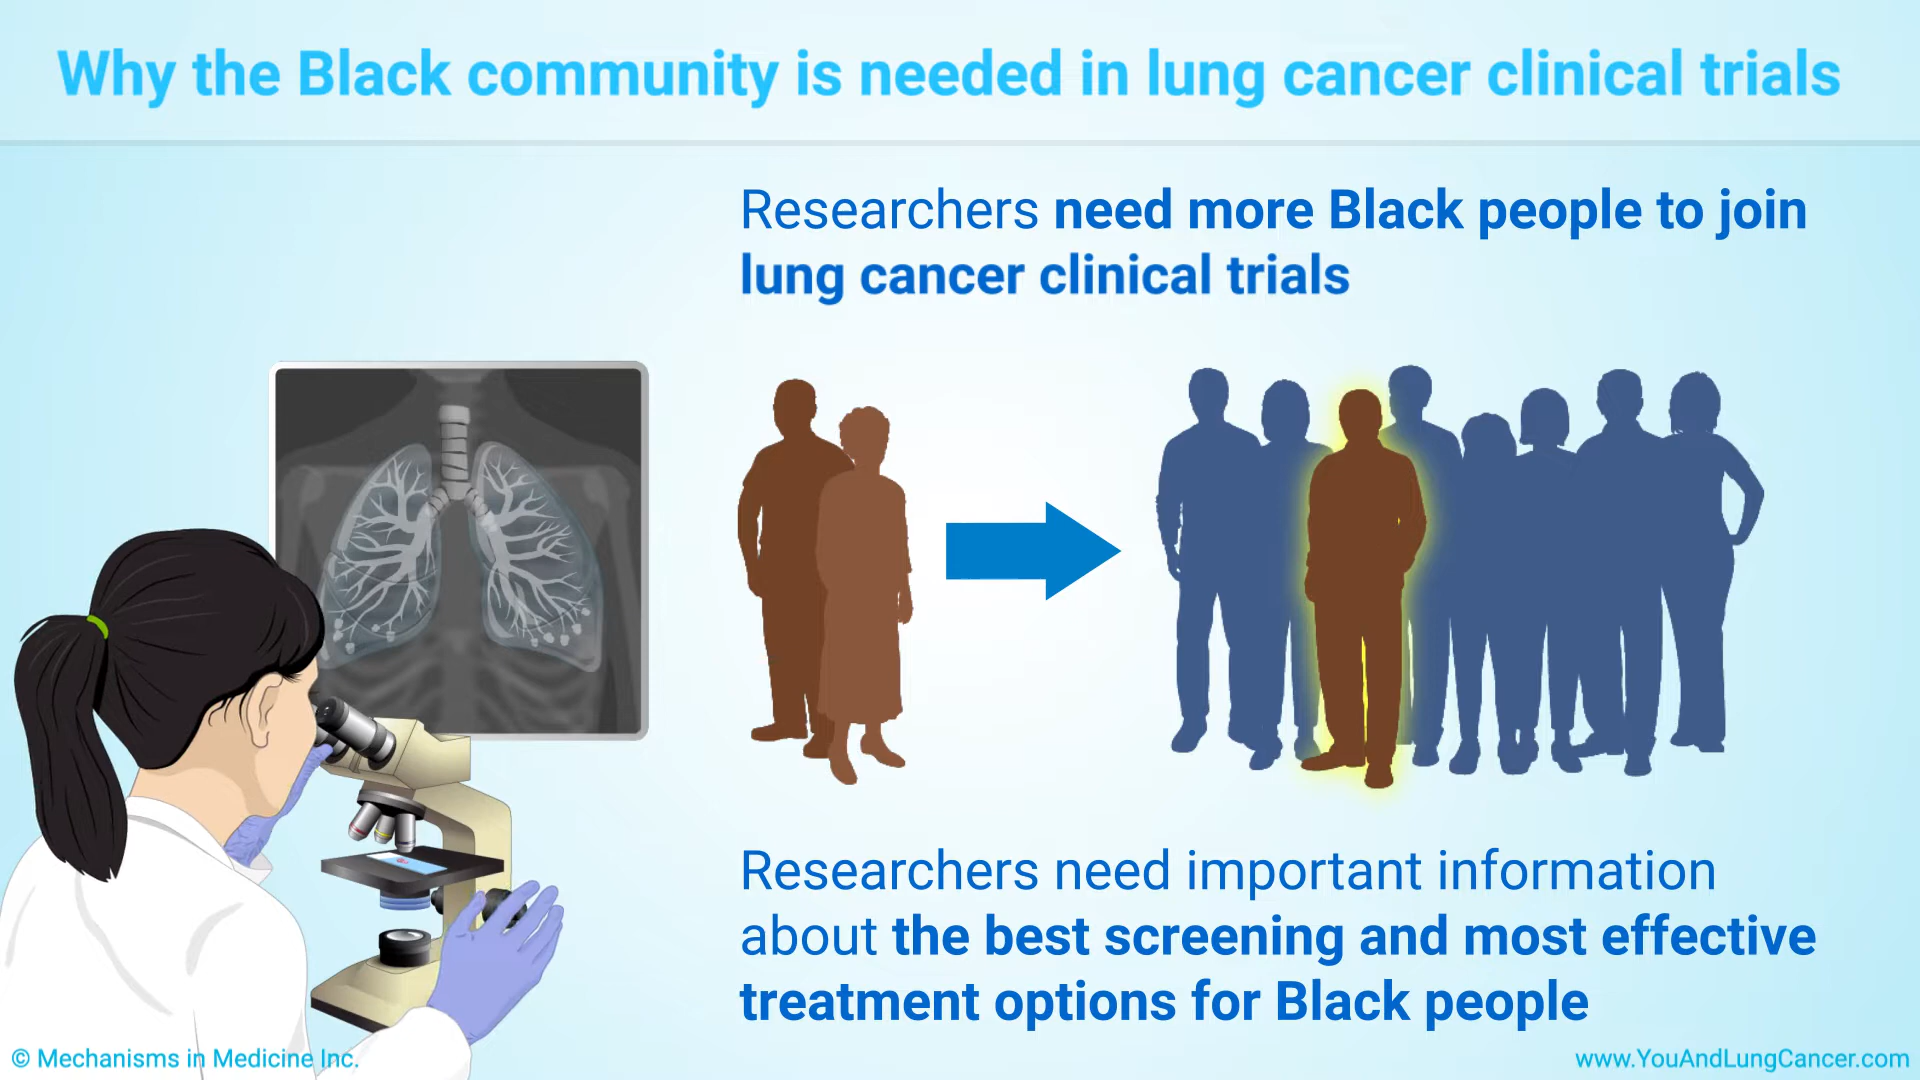 Why the Black community is needed in lung cancer clinical trials
Researchers need more Black people to join
lung cancer clinical trials
Researchers need important information
about the best screening and most effective
treatment options for Black people
© Mechanisms in Medicine Inc.
www.YouAndLungCancer.com